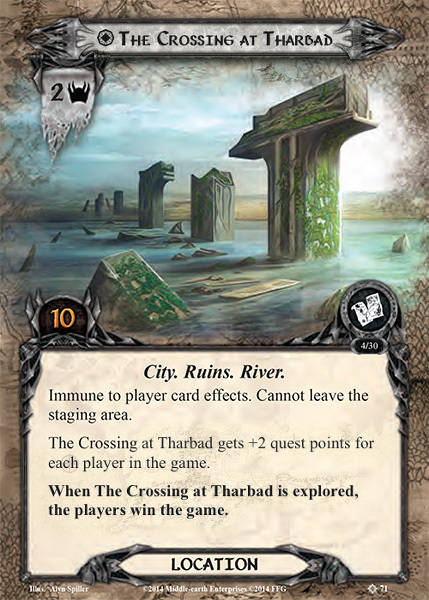 THE CROSSING AT THARBAD
2
10
4/30
City. Ruins. River.
Immune to player card effects. Cannot leave the
staging area.
The Crossing at Tharbad gets +2 quest points for
each player in the game.
When The Crossing at Tharbad is explored,
the players win the game.
LOCATION
Illus. Alyn Spiller ©2014 Middle-earth Enterprises ©2014 FFG 71